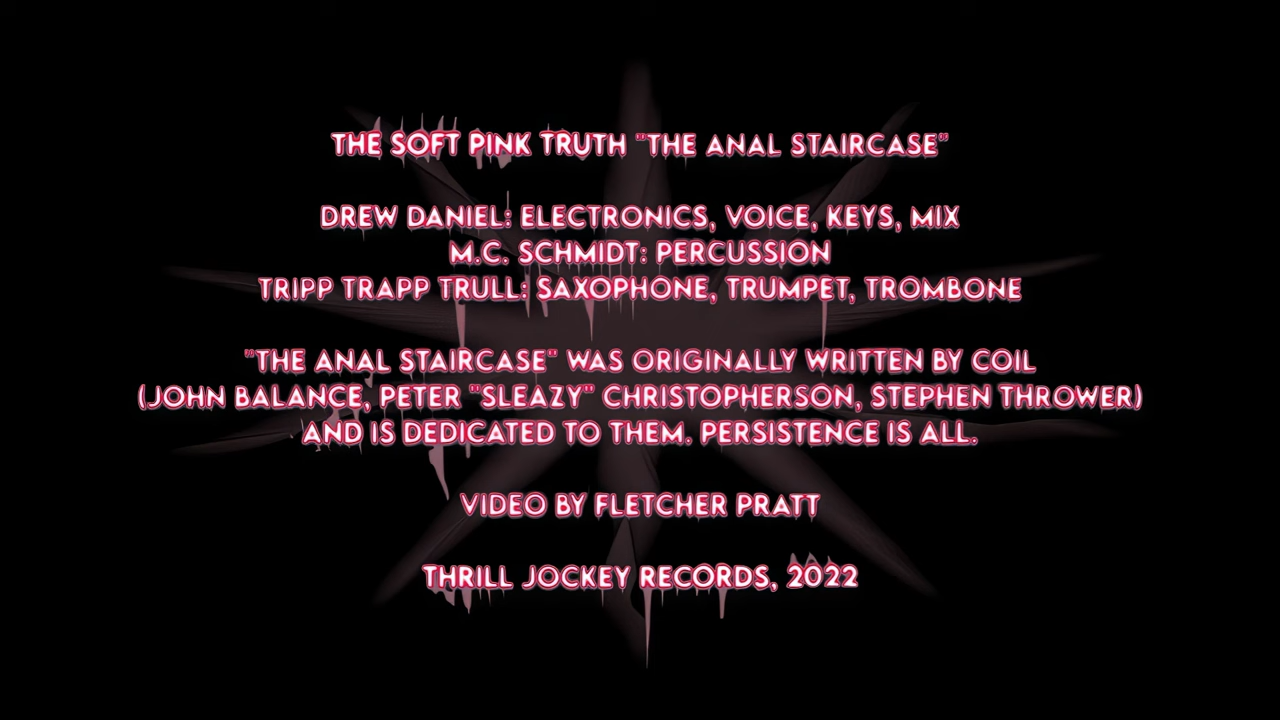 THE SOFT PINK TRUTH "THE ANAL STAIRCASE"
DREW DANIEL: ELECTRONICS, VOICE, KEYS, MIX
M.C. SCHMIDT: PERCUSSION
TRIPP TRAPP TRULL: SAXOPHONE, TRUMPET, TROMBONE
"THE ANAL STAIRCASE" WAS ORIGINALLY WRITTEN BY COIL
(JOHN BALANCE, PETER "SLEAZY" CHRISTOPHERSON, STEPHEN THROWER)
AND IS DEDICATED TO THEM. PERSISTENCE IS ALL.
VIDEO BY FLETCHER PRATT
THRILL JOCKEY RECORDS, 2022